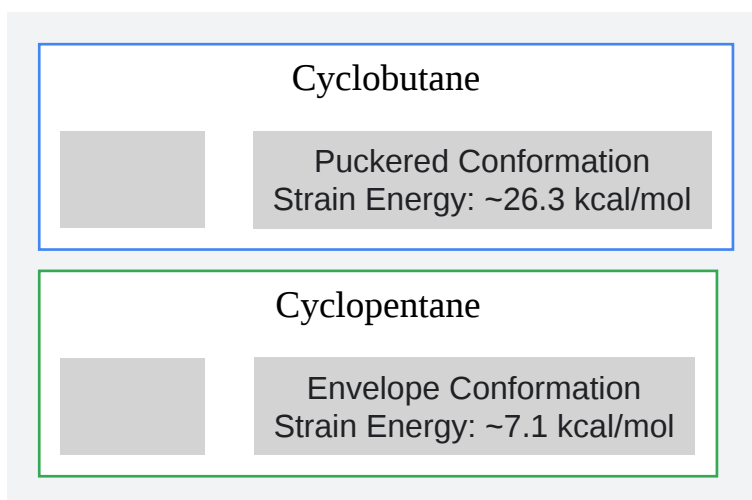 Cyclobutane
Puckered Conformation
Strain Energy: ~26.3 kcal/mol
Cyclopentane
Envelope Conformation
Strain Energy: ~7.1 kcal/mol